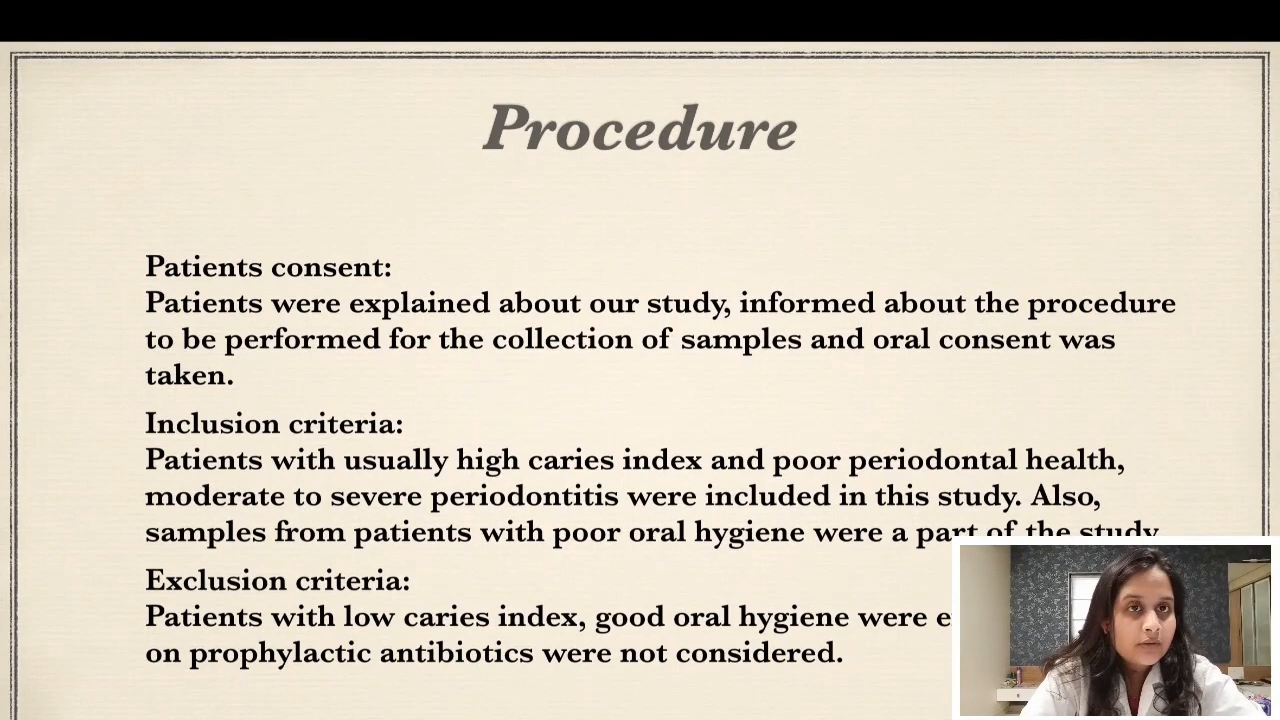 Procedure
Patients consent:
Patients were explained about our study, informed about the procedure
to be performed for the collection of samples and oral consent was
taken.
Inclusion criteria:
Patients with usually high caries index and poor periodontal health,
moderate to severe periodontitis were included in this study. Also,
samples from patients with poor oral hygiene were a part of the study
Exclusion criteria:
Patients with low caries index, good oral hygiene were
on prophylactic antibiotics were not considered.